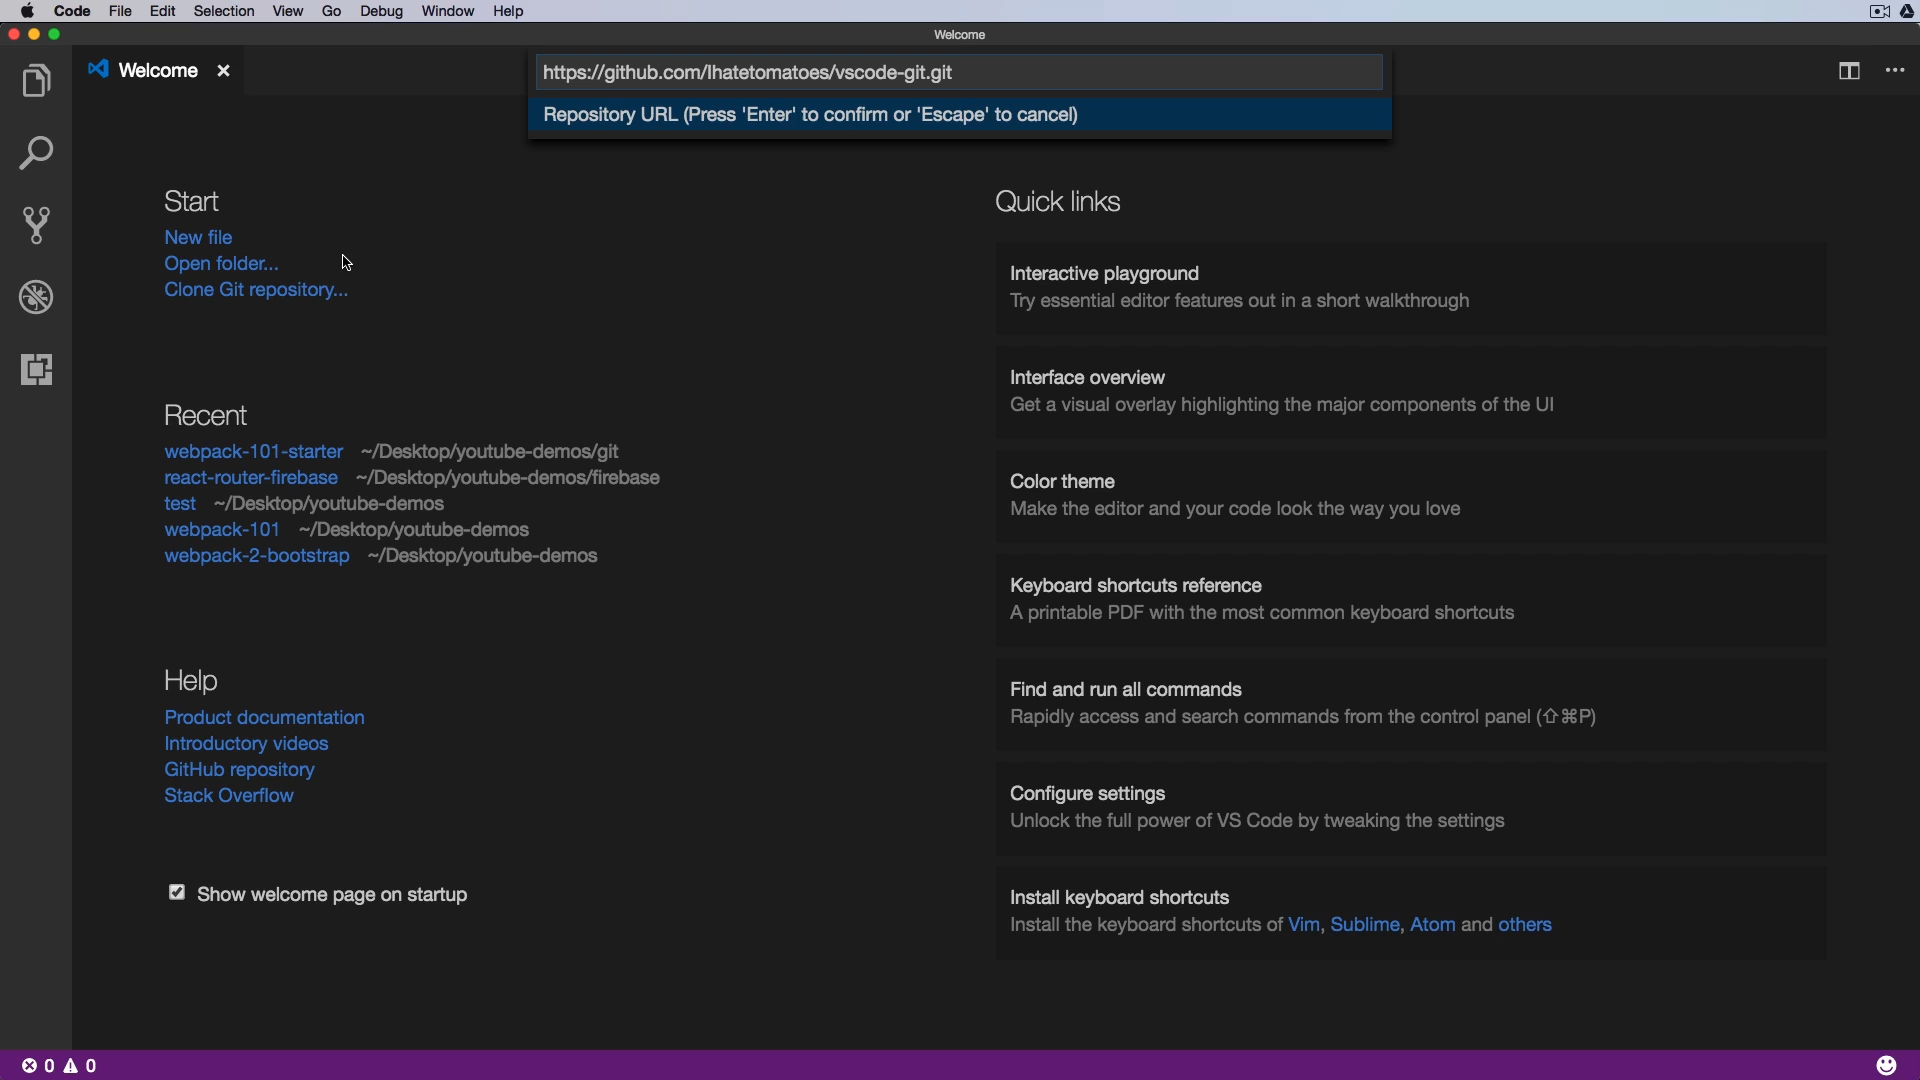 Code File Edit Selection View Go Debug Window Help
Welcome
Welcome
https://github.com/Ihatetomatoes/vscode-git.git
Repository URL (Press 'Enter' to confirm or 'Escape' to cancel)
Start
New file
Open folder...
Clone Git repository...
Recent
webpack-101-starter ~/Desktop/youtube-demos/git
react-router-firebase ~/Desktop/youtube-demos/firebase
test ~/Desktop/youtube-demos
webpack-101 ~/Desktop/youtube-demos
webpack-2-bootstrap ~/Desktop/youtube-demos
Help
Product documentation
Introductory videos
GitHub repository
Stack Overflow
Show welcome page on startup
Quick links
Interactive playground
Try essential editor features out in a short walkthrough
Interface overview
Get a visual overlay highlighting the major components of the UI
Color theme
Make the editor and your code look the way you love
Keyboard shortcuts reference
A printable PDF with the most common keyboard shortcuts
Find and run all commands
Rapidly access and search commands from the control panel (⇧⌘P)
Configure settings
Unlock the full power of VS Code by tweaking the settings
Install keyboard shortcuts
Install the keyboard shortcuts of Vim, Sublime, Atom and others
0 0